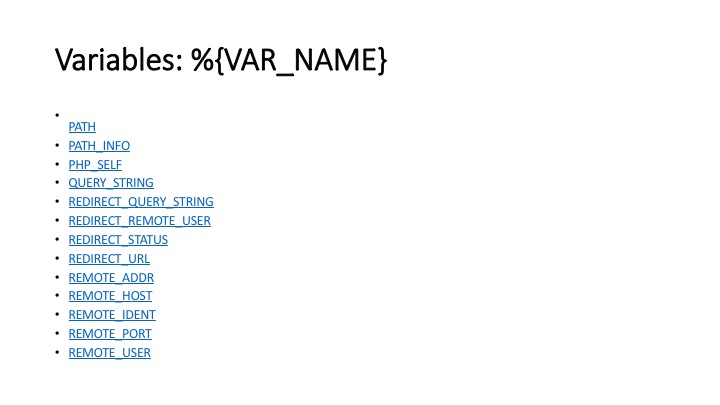 Variables: %{VAR_NAME}
•
PATH
• PATH_INFO
• PHP_SELF
• QUERY_STRING
• REDIRECT_QUERY_STRING
• REDIRECT_REMOTE_USER
• REDIRECT_STATUS
• REDIRECT_URL
• REMOTE_ADDR
• REMOTE_HOST
• REMOTE_IDENT
• REMOTE_PORT
• REMOTE_USER